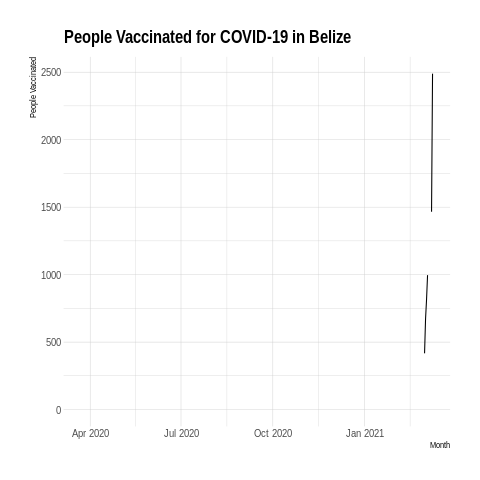 People Vaccinated for COVID-19 in Belize
People Vaccinated
2500
2000
1500
1000
500
0
Apr 2020 Jul 2020 Oct 2020 Jan 2021
Month